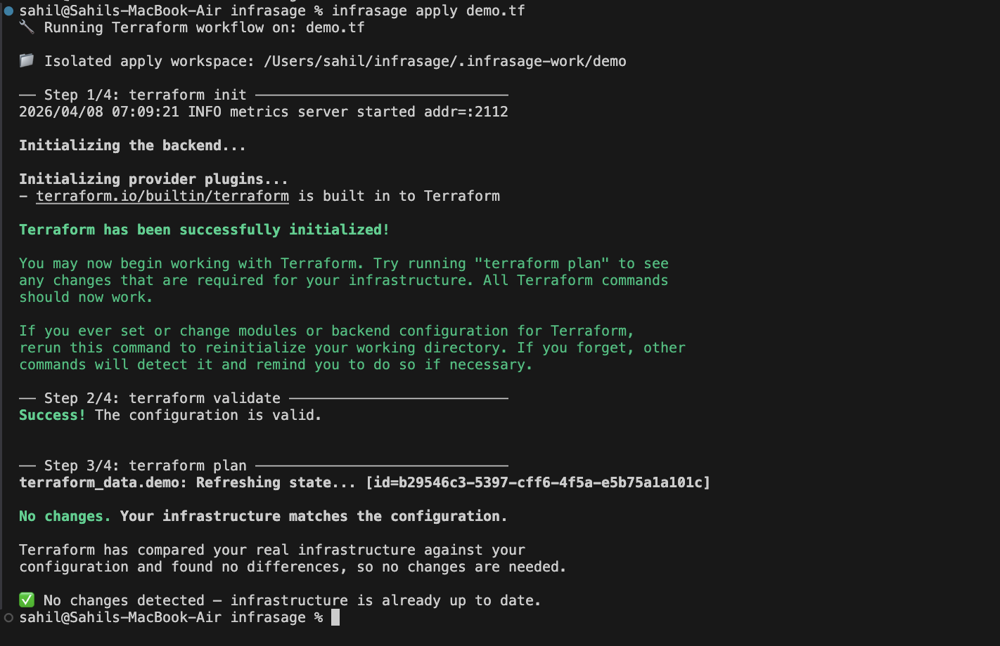 sahil@Sahils-MacBook-Air infrasage % infrasage apply demo.tf
🔧 Running Terraform workflow on: demo.tf
📁 Isolated apply workspace: /Users/sahil/infrasage/.infrasage-work/demo
── Step 1/4: terraform init ──────────────────────────────
2026/04/08 07:09:21 INFO metrics server started addr=:2112
Initializing the backend...
Initializing provider plugins...
- terraform.io/builtin/terraform is built in to Terraform
Terraform has been successfully initialized!
You may now begin working with Terraform. Try running "terraform plan" to see
any changes that are required for your infrastructure. All Terraform commands
should now work.
If you ever set or change modules or backend configuration for Terraform,
rerun this command to reinitialize your working directory. If you forget, other
commands will detect it and remind you to do so if necessary.
── Step 2/4: terraform validate ──────────────────────────
Success! The configuration is valid.
── Step 3/4: terraform plan ──────────────────────────────
terraform_data.demo: Refreshing state... [id=b29546c3-5397-cff6-4f5a-e5b75a1a101c]
No changes. Your infrastructure matches the configuration.
Terraform has compared your real infrastructure against your
configuration and found no differences, so no changes are needed.
✅ No changes detected — infrastructure is already up to date.
sahil@Sahils-MacBook-Air infrasage %